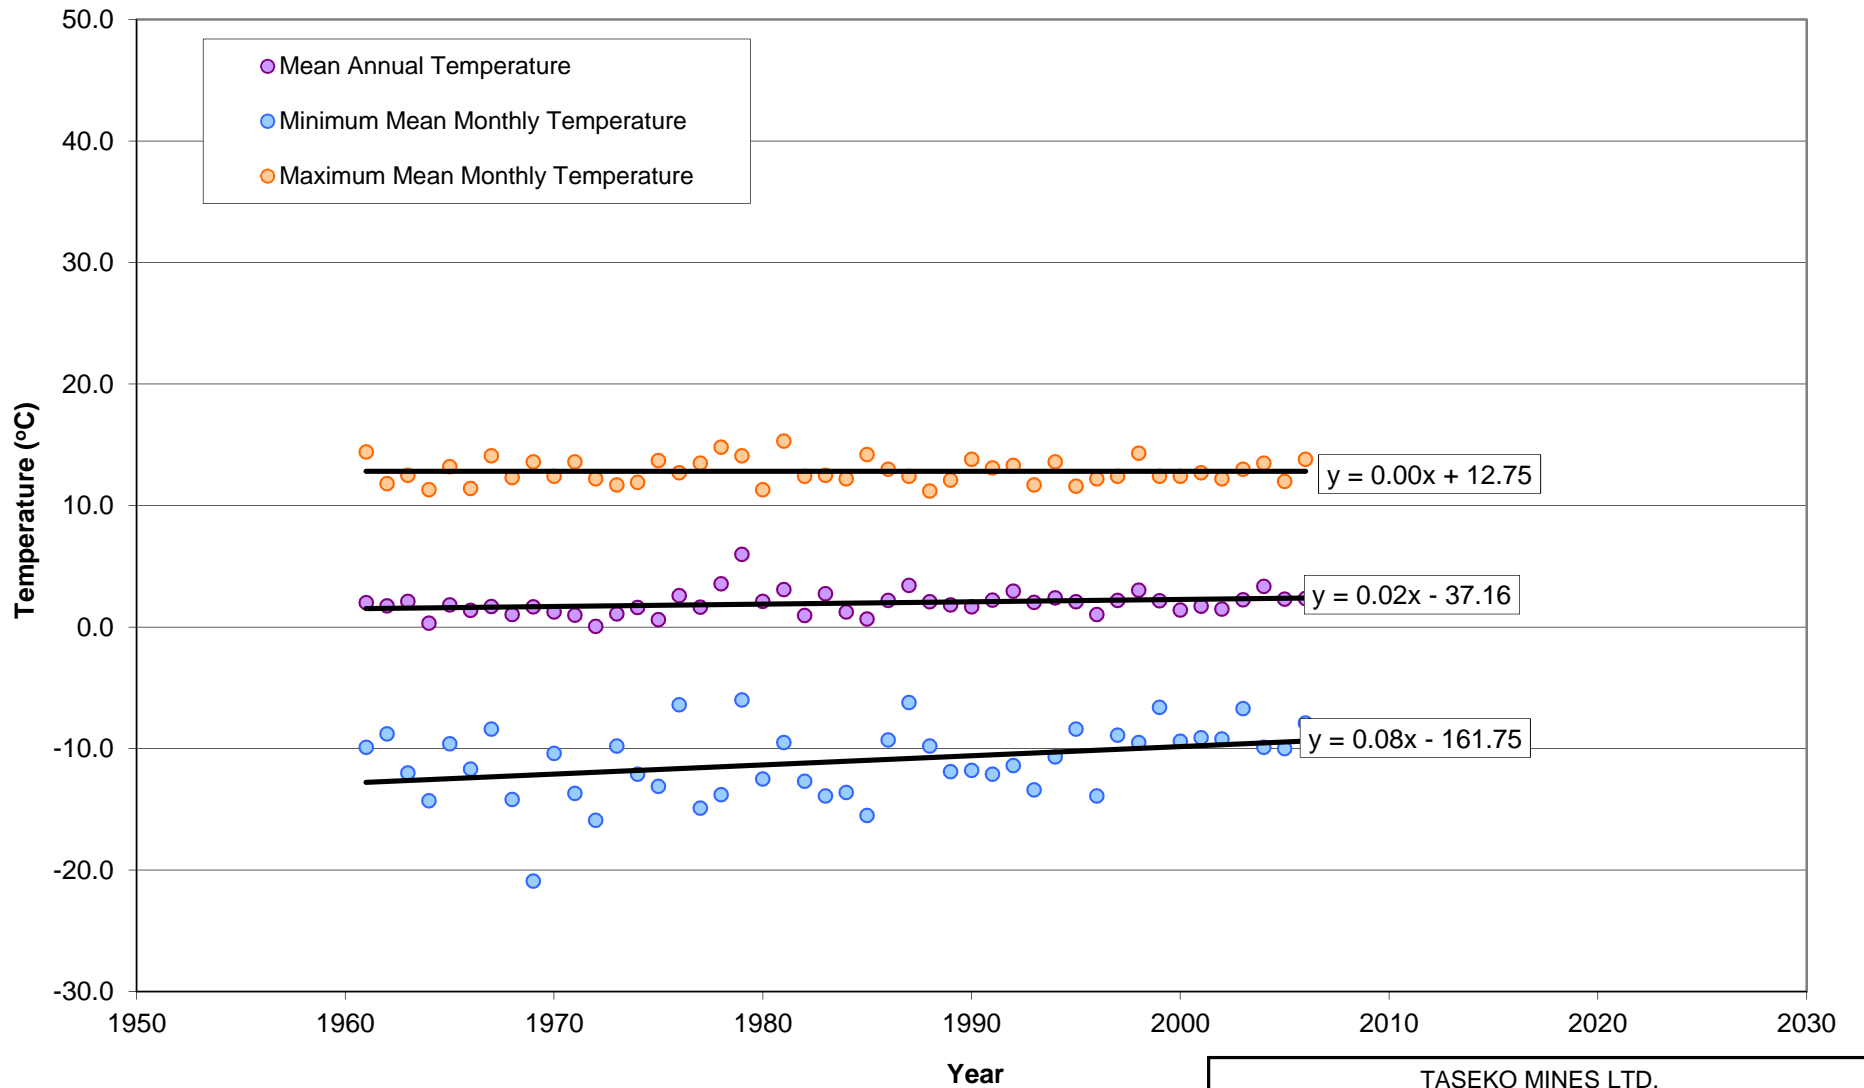 50.0
40.0
30.0
20.0
10.0
0.0
-10.0
-20.0
-30.0
Temperature (oC)
Mean Annual Temperature
Minimum Mean Monthly Temperature
Maximum Mean Monthly Temperature
y = 0.00x + 12.75
y = 0.02x - 37.16
y = 0.08x - 161.75
1950 1960 1970 1980 1990 2000 2010 2020 2030
Year
TASEKO MINES LTD.